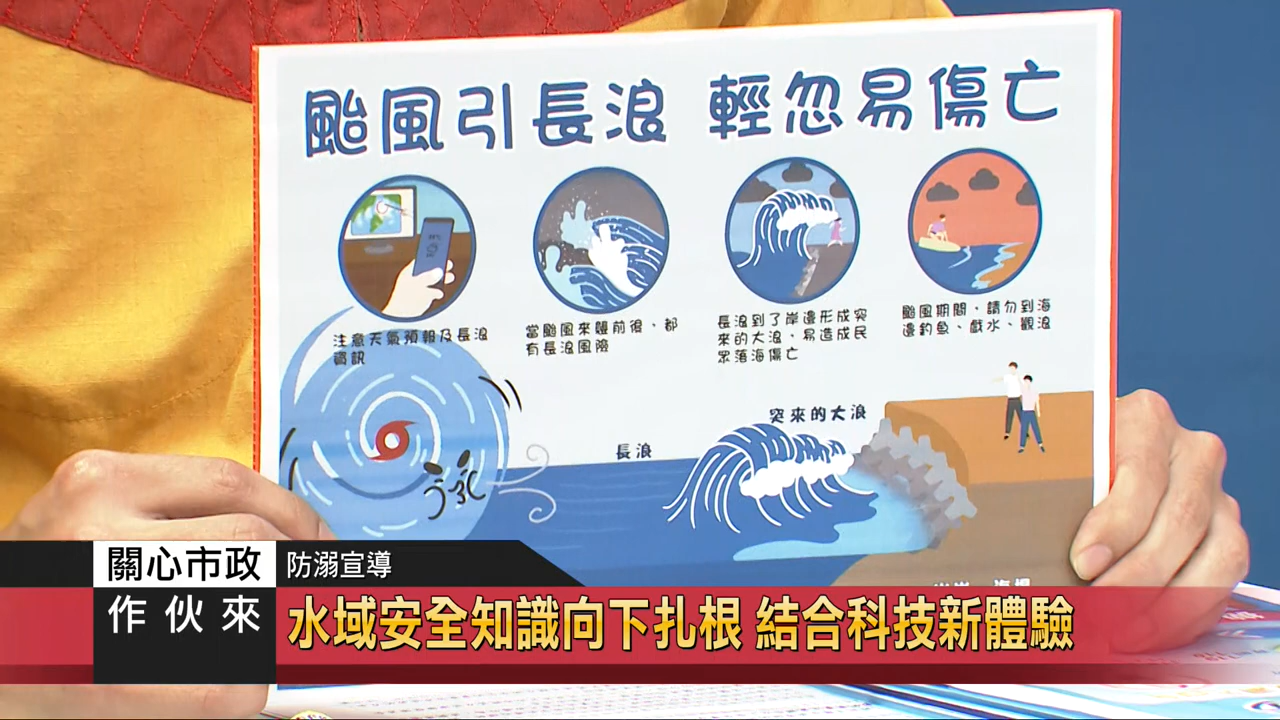 颱風引長浪 輕忽易傷亡
注意天氣預報及長浪
資訊
當颱風來襲前後、都
有長浪風險
長浪到了岸邊形成突
來的大浪、易造成民
眾落海傷亡
颱風期間，請勿到海
邊釣魚、戲水、觀浪
突來的大浪
長浪
關心市政
防溺宣導
作伙來
水域安全知識向下扎根 結合科技新體驗